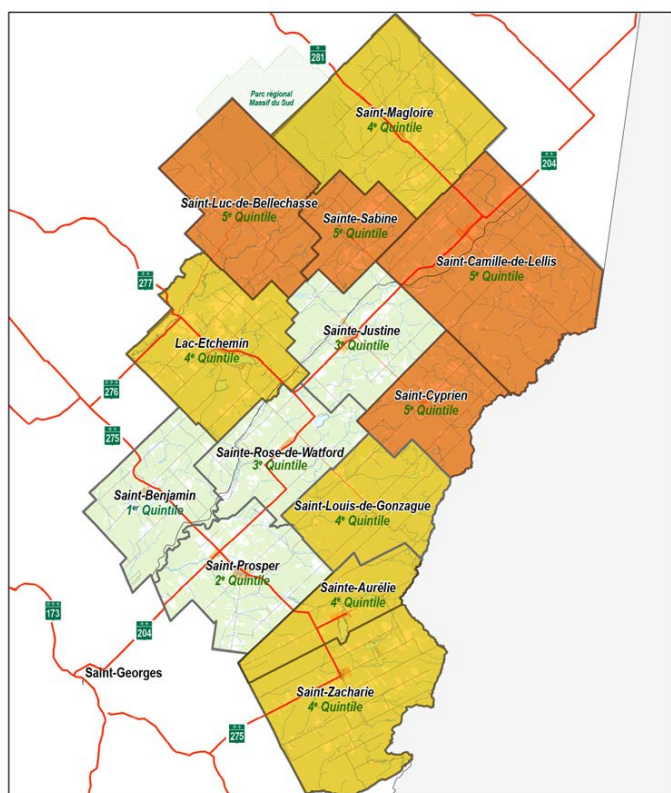 281
Parc régional
Massif du Sud
Saint-Magloire
4e Quintile
204
Saint-Luc-de-Bellechasse
5e Quintile
Sainte-Sabine
5e Quintile
Saint-Camille-de-Lellis
5e Quintile
277
Lac-Etchemin
4e Quintile
Sainte-Justine
3e Quintile
276
Saint-Cyprien
5e Quintile
275
Sainte-Rose-de-Watford
3e Quintile
Saint-Benjamin
1er Quintile
Saint-Louis-de-Gonzague
4e Quintile
Saint-Prosper
2e Quintile
Sainte-Aurélie
4e Quintile
173
204
Saint-Georges
Saint-Zacharie
4e Quintile
275